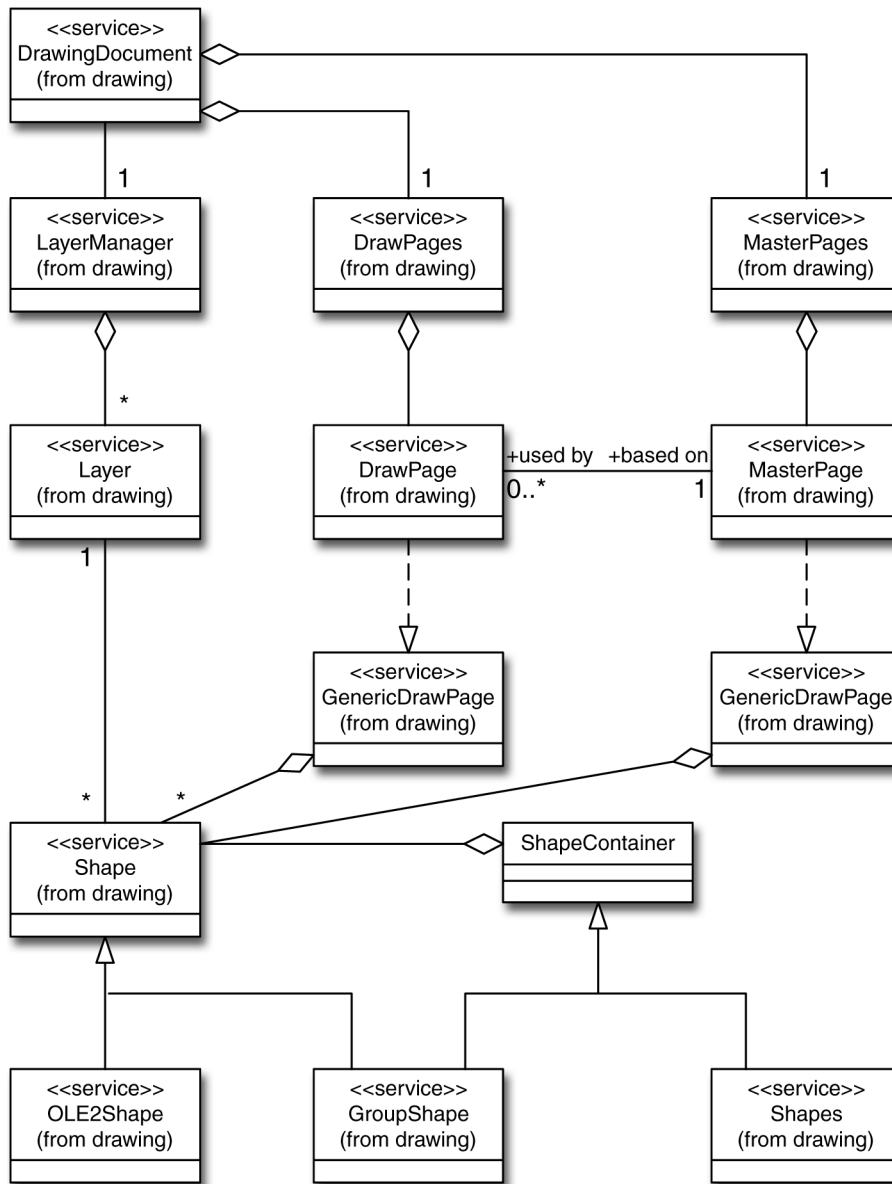 <<service>>
DrawingDocument
(from drawing)
1
1
1
<<service>>
LayerManager
(from drawing)
<<service>>
DrawPages
(from drawing)
<<service>>
MasterPages
(from drawing)
*
<<service>>
Layer
(from drawing)
<<service>>
DrawPage
(from drawing)
+used by
+based on
0..*
1
<<service>>
MasterPage
(from drawing)
1
<<service>>
GenericDrawPage
(from drawing)
<<service>>
GenericDrawPage
(from drawing)
*
*
<<service>>
Shape
(from drawing)
ShapeContainer
<<service>>
OLE2Shape
(from drawing)
<<service>>
GroupShape
(from drawing)
<<service>>
Shapes
(from drawing)